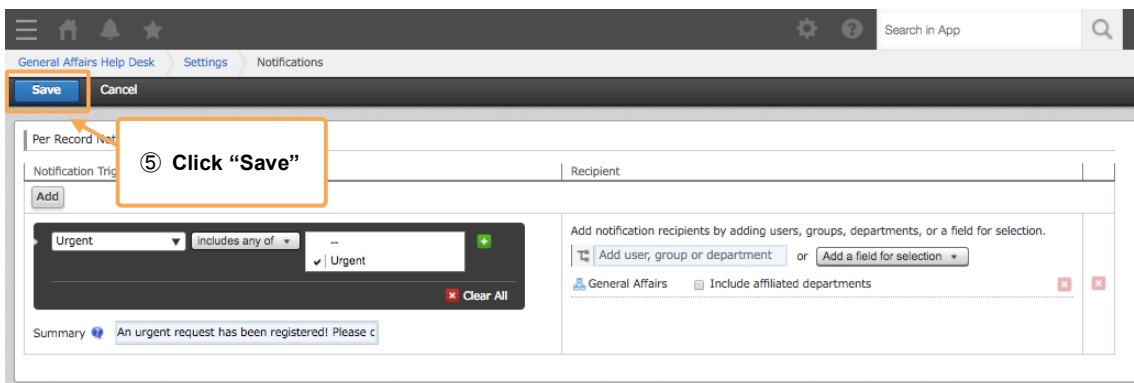 Search in App
General Affairs Help Desk Settings Notifications
Save Cancel
Per Record Not
⑤ Click “Save”
Notification Trig Recipient
Add
Add notification recipients by adding users, groups, departments, or a field for selection.
Urgent includes any of --
Add user, group or department or Add a field for selection
✓ Urgent
General Affairs Include affiliated departments
Clear All
Summary An urgent request has been registered! Please c